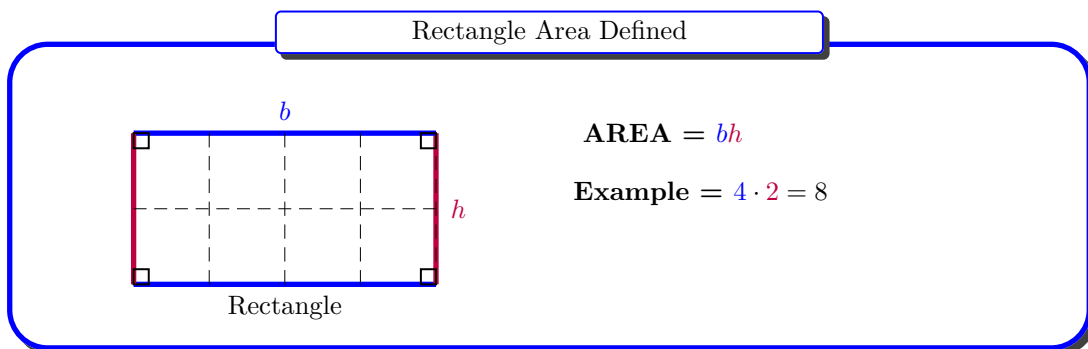 Rectangle Area Defined
b
AREA = bh
Example = 4 · 2 = 8
h
Rectangle